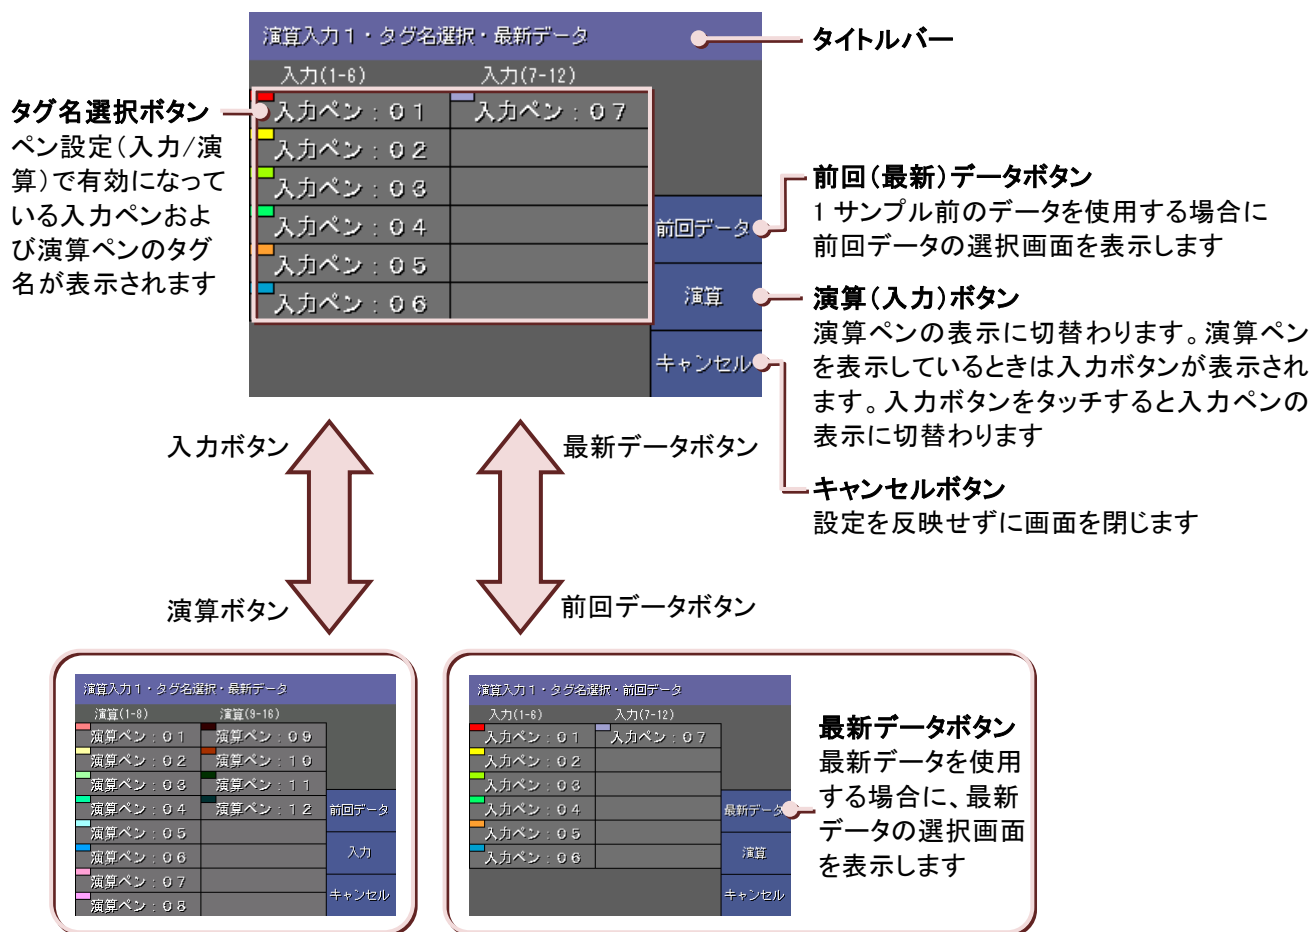 演算入力１・タグ名選択・最新データ
タイトルバー
入力(1-6)
入力(7-12)
タグ名選択ボタン
ペン設定（入力/演
算）で有効になって
いる入力ペンおよ
び演算ペンのタグ
名が表示されます
入力ペン：０１
入力ペン：０７
入力ペン：０２
入力ペン：０３
入力ペン：０４
入力ペン：０５
入力ペン：０６
前回データ
演算
キャンセル
前回（最新）データボタン
1 サンプル前のデータを使用する場合に
前回データの選択画面を表示します
演算（入力）ボタン
演算ペンの表示に切替わります。演算ペン
を表示しているときは入力ボタンが表示され
ます。入力ボタンをタッチすると入力ペンの
表示に切替わります
キャンセルボタン
設定を反映せずに画面を閉じます
入力ボタン
最新データボタン
演算ボタン
前回データボタン
演算入力１・タグ名選択・最新データ
演算(1-8)
演算(9-16)
演算ペン：０１
演算ペン：０９
演算ペン：０２
演算ペン：１０
演算ペン：０３
演算ペン：１１
演算ペン：０４
演算ペン：１２
演算ペン：０５
演算ペン：０６
演算ペン：０７
演算ペン：０８
前回データ
入力
キャンセル
演算入力１・タグ名選択・前回データ
入力(1-6)
入力(7-12)
入力ペン：０１
入力ペン：０７
入力ペン：０２
入力ペン：０３
入力ペン：０４
入力ペン：０５
入力ペン：０６
最新データ
演算
キャンセル
最新データボタン
最新データを使用
する場合に、最新
データの選択画面
を表示します